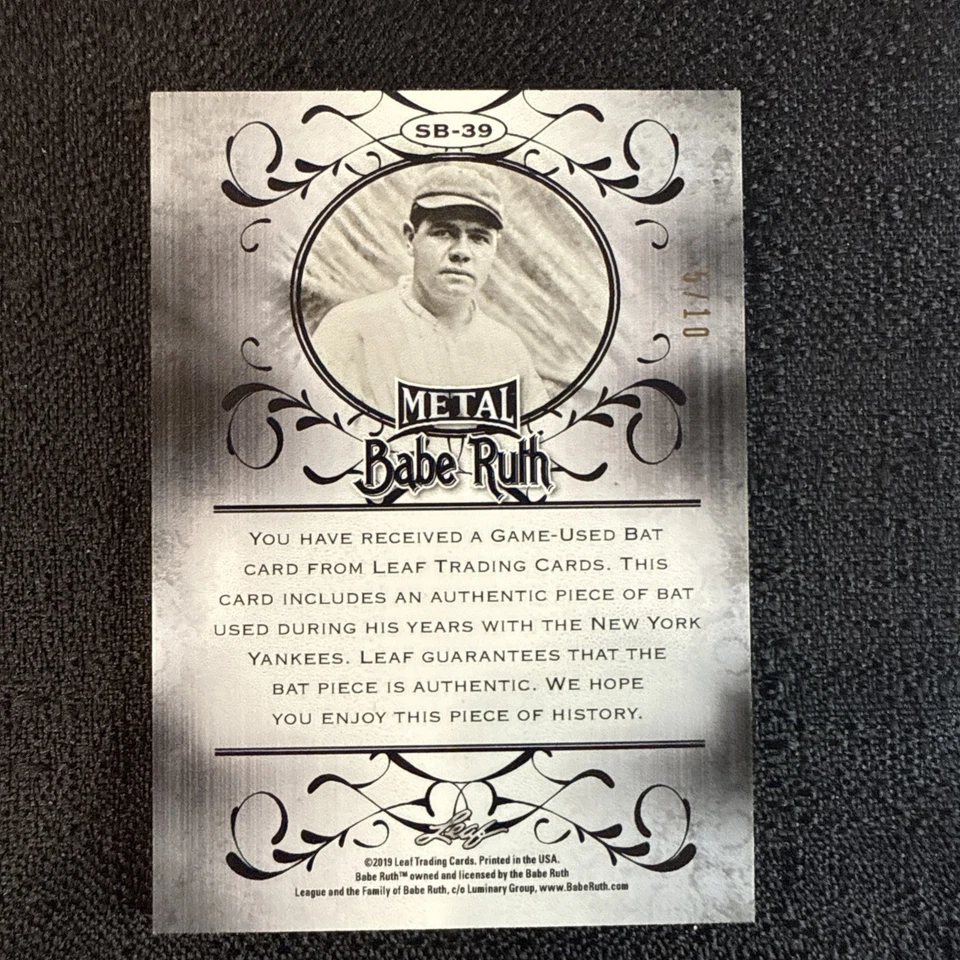 SB-39
5/10
METAL
Babe Ruth
YOU HAVE RECEIVED A GAME-USED BAT
CARD FROM LEAF TRADING CARDS. THIS
CARD INCLUDES AN AUTHENTIC PIECE OF BAT
USED DURING HIS YEARS WITH THE NEW YORK
YANKEES. LEAF GUARANTEES THAT THE
BAT PIECE IS AUTHENTIC. WE HOPE
YOU ENJOY THIS PIECE OF HISTORY.
Leaf
©2019 Leaf Trading Cards. Printed in the USA.
Babe Ruth™ owned and licensed by the Babe Ruth
League and the Family of Babe Ruth, c/o Luminary Group, www.BabeRuth.com